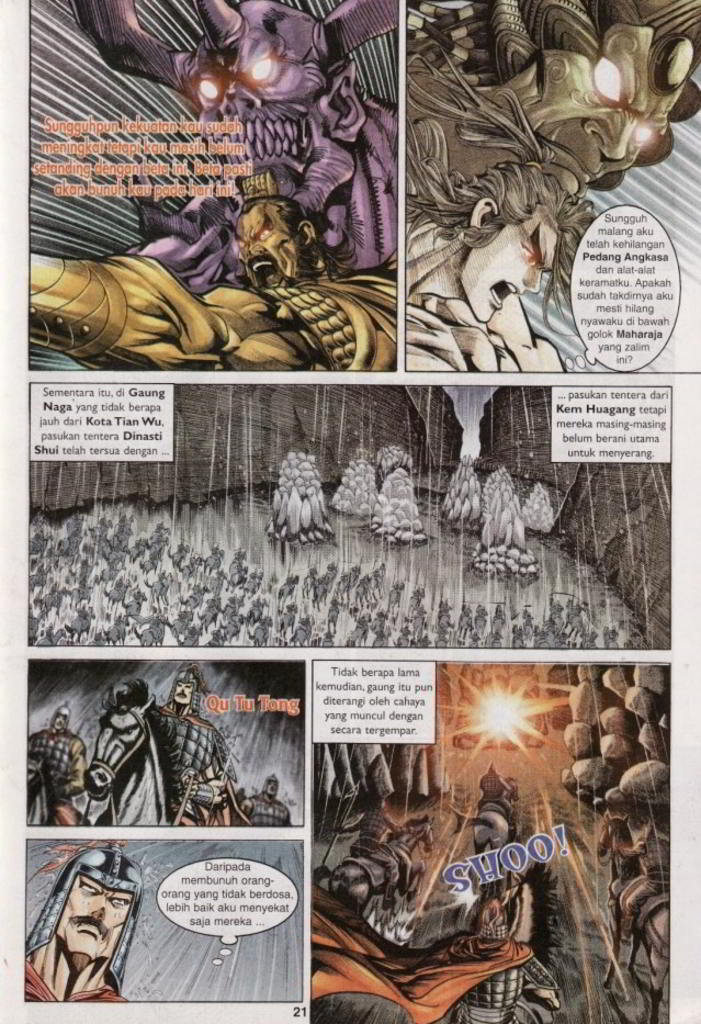 Sungguhpun kekuatan kau sudah
meningkat tetapi kau masih belum
setanding dengan beta ini. Beta pasti
akan bunuh kau pada hari ini!
Sungguh
malang aku
telah kehilangan
Pedang Angkasa
dan alat-alat
keramatku. Apakah
sudah takdirnya aku
mesti hilang
nyawaku di bawah
golok Maharaja
yang zalim
ini?
Sementara itu, di Gaung
Naga yang tidak berapa
jauh dari Kota Tian Wu,
pasukan tentera Dinasti
Shui telah tersua dengan ...
... pasukan tentera dari
Kem Huagang tetapi
mereka masing-masing
belum berani utama
untuk menyerang.
Qu Tu Tong
Tidak berapa lama
kemudian, gaung itu pun
diterangi oleh cahaya
yang muncul dengan
secara tergempar.
Daripada
membunuh orang-
orang yang tidak berdosa,
lebih baik aku menyekat
saja mereka ...
SHOO!
21